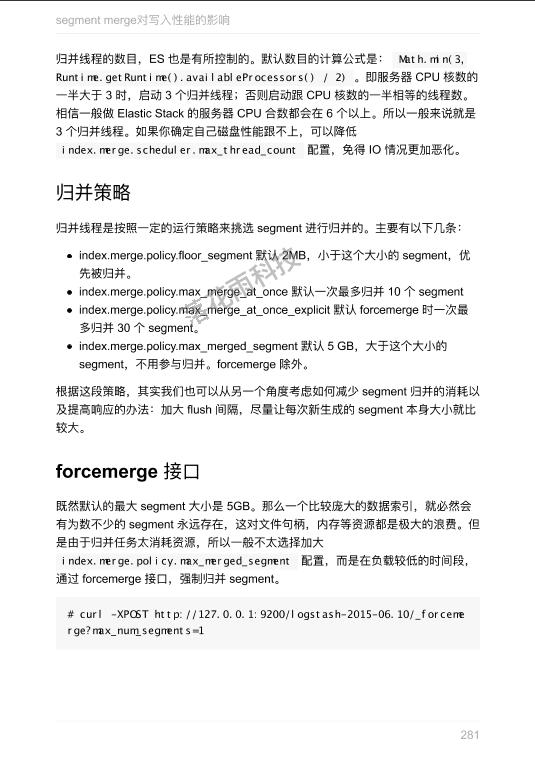 segment merge对写入性能的影响
归并线程的数目，ES 也是有所控制的。默认数目的计算公式是： Math.min(3,
Runtime.getRuntime().availableProcessors() / 2) 。即服务器 CPU 核数的
一半大于 3 时，启动 3 个归并线程；否则启动跟 CPU 核数的一半相等的线程数。
相信一般做 Elastic Stack 的服务器 CPU 合数都会在 6 个以上。所以一般来说就是
3 个归并线程。如果你确定自己磁盘性能跟不上，可以降低
index.merge.scheduler.max_thread_count 配置，免得 IO 情况更加恶化。
归并策略
归并线程是按照一定的运行策略来挑选 segment 进行归并的。主要有以下几条：
● index.merge.policy.floor_segment 默认 2MB，小于这个大小的 segment，优
先被归并。
● index.merge.policy.max_merge_at_once 默认一次最多归并 10 个 segment
● index.merge.policy.max_merge_at_once_explicit 默认 forcemerge 时一次最
多归并 30 个 segment。
● index.merge.policy.max_merged_segment 默认 5 GB，大于这个大小的
segment，不用参与归并。forcemerge 除外。
落花雨科技
根据这段策略，其实我们也可以从另一个角度考虑如何减少 segment 归并的消耗以
及提高响应的办法：加大 flush 间隔，尽量让每次新生成的 segment 本身大小就比
较大。
forcemerge 接口
既然默认的最大 segment 大小是 5GB。那么一个比较庞大的数据索引，就必然会
有为数不少的 segment 永远存在，这对文件句柄，内存等资源都是极大的浪费。但
是由于归并任务太消耗资源，所以一般不太选择加大
index.merge.policy.max_merged_segment 配置，而是在负载较低的时间段，
通过 forcemerge 接口，强制归并 segment。
# curl -XPOST http://127.0.0.1:9200/logstash-2015-06.10/_forceme
rge?max_num_segments=1
281